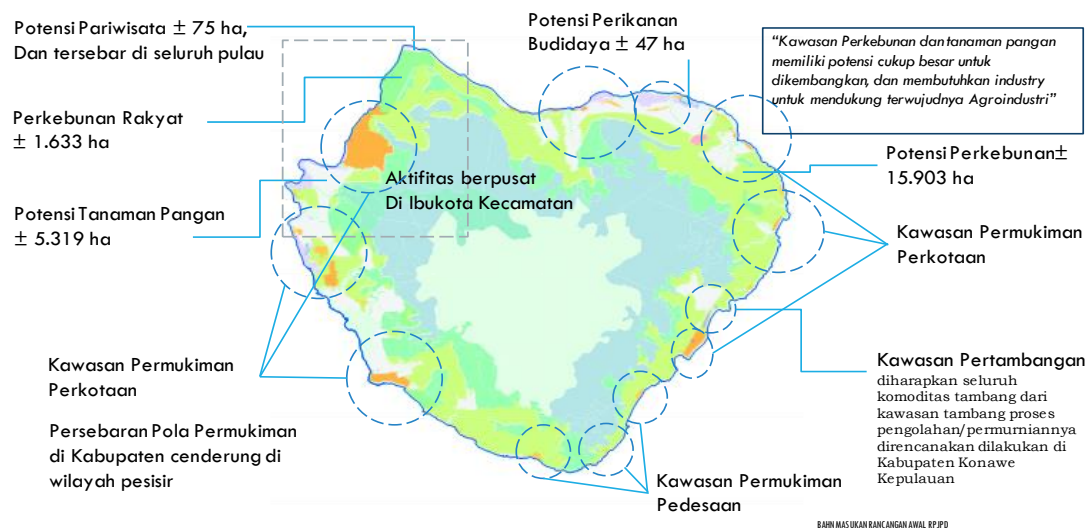 Potensi Pariwisata ± 75 ha,
Dan tersebar di seluruh pulau
Perkebunan Rakyat
± 1.633 ha
Potensi Tanaman Pangan
± 5.319 ha
Aktifitas berpusat
Di Ibukota Kecamatan
Potensi Perikanan
Budidaya ± 47 ha
“Kawasan Perkebunan dan tanaman pangan
memiliki potensi cukup besar untuk
dikembangkan, dan membutuhkan industry
untuk mendukung terwujudnya Agroindustri”
Potensi Perkebunan±
15.903 ha
Kawasan Permukiman
Perkotaan
Kawasan Pertambangan
diharapkan seluruh
komoditas tambang dari
kawasan tambang proses
pengolahan/permurniannya
direncanakan dilakukan di
Kabupaten Konawe
Kepulauan
Kawasan Permukiman
Perkotaan
Persebaran Pola Permukiman
di Kabupaten cenderung di
wilayah pesisir
Kawasan Permukiman
Pedesaan
BAHN MASUKAN RANCANGAN AWAL RPJPD